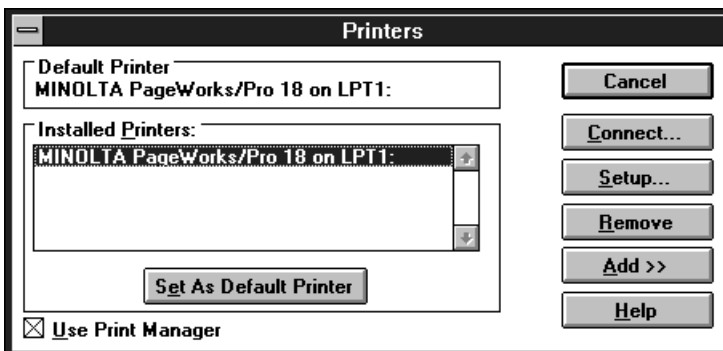 Printers
Default Printer
MINOLTA PageWorks/Pro 18 on LPT1:
Installed Printers:
MINOLTA PageWorks/Pro 18 on LPT1:
Set As Default Printer
Use Print Manager
Cancel
Connect...
Setup...
Remove
Add >>
Help